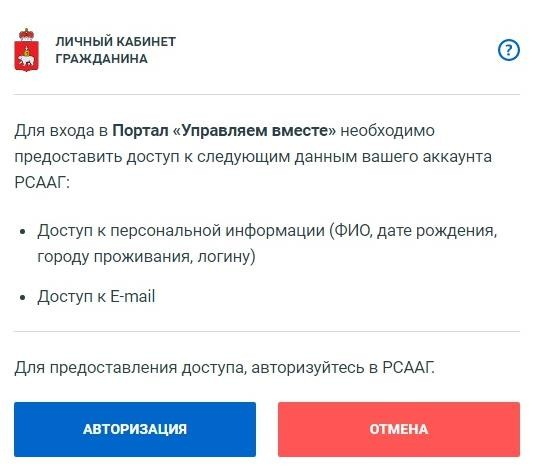 ЛИЧНЫЙ КАБИНЕТ
ГРАЖДАНИНА
?
Для входа в Портал «Управляем вместе» необходимо
предоставить доступ к следующим данным вашего аккаунта
РСААГ:
• Доступ к персональной информации (ФИО, дате рождения,
городу проживания, логину)
• Доступ к E-mail
Для предоставления доступа, авторизуйтесь в РСААГ.
АВТОРИЗАЦИЯ
ОТМЕНА